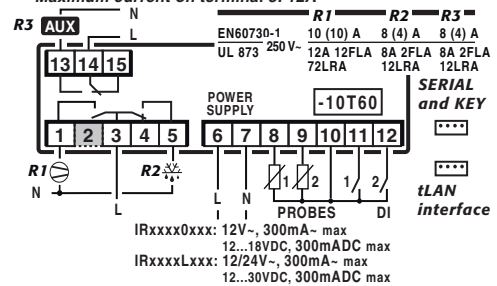 Maximum current on terminal 3: 12A
R3 AUX N
L
R1 R2 R3
EN60730-1 250 V~ 10 (10) A 8 (4) A 8 (4) A
UL 873 12A 12FLA 8A 2FLA 8A 2FLA
72LRA 12LRA 12LRA
13 14 15
SERIAL
and KEY
POWER
SUPPLY
-10T60
1 2 3 4 5 6 7 8 9 10 11 12
R1 R2
N
L
L N
1 2 1 2
PROBES DI
tLAN
interface
IRxxxx0xxx: 12V~, 300mA~ max
12...18VDC, 300mADC max
IRxxxxLxxx: 12/24V~, 300mA~ max
12...30VDC, 300mADC max